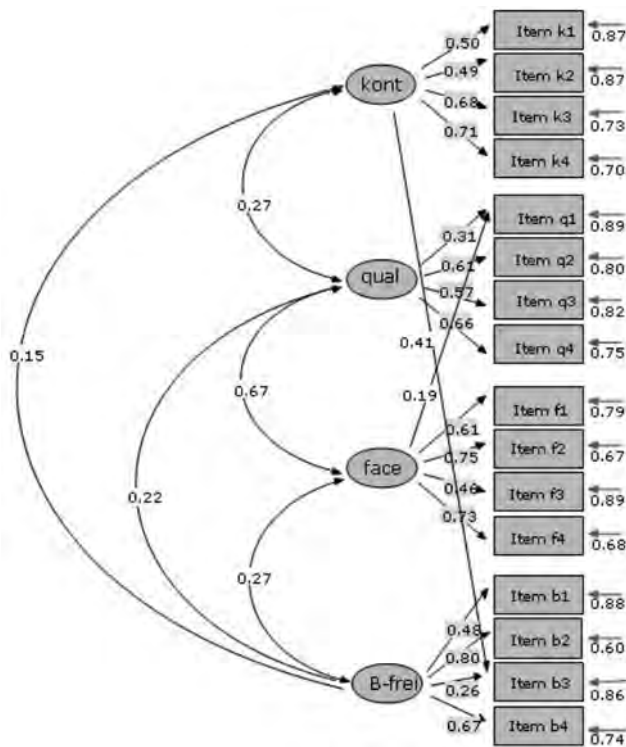 Item k1
0.87
0.50
0.49
Item k2
0.87
kont
0.68
Item k3
0.73
0.71
Item k4
0.70
0.27
Item q1
0.89
0.31
qual
0.61
Item q2
0.80
0.57
Item q3
0.82
0.66
Item q4
0.75
0.15
0.41
0.67
0.19
Item f1
0.79
0.61
0.75
Item f2
0.67
face
0.46
Item f3
0.89
0.73
Item f4
0.68
0.22
0.27
Item b1
0.88
0.48
Item b2
0.60
0.80
B-frei
0.26
Item b3
0.86
0.67
Item b4
0.74